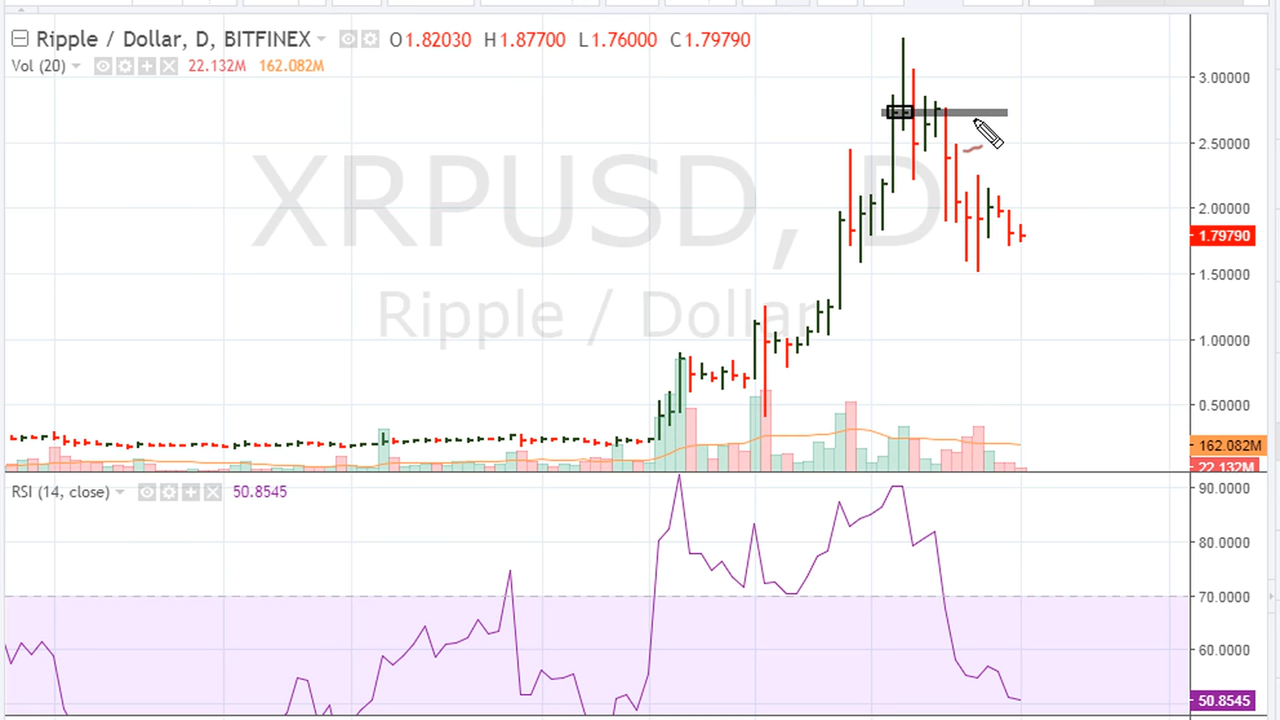 Ripple / Dollar, D, BITFINEX O1.82030 H1.87700 L1.76000 C1.79790
Vol (20) 22.132M 162.082M
XRPUSD, D
Ripple / Dollar
3.00000
2.50000
2.00000
1.79790
1.50000
1.00000
0.50000
162.082M
22.132M
RSI (14, close) 50.8545
90.0000
80.0000
70.0000
60.0000
50.8545